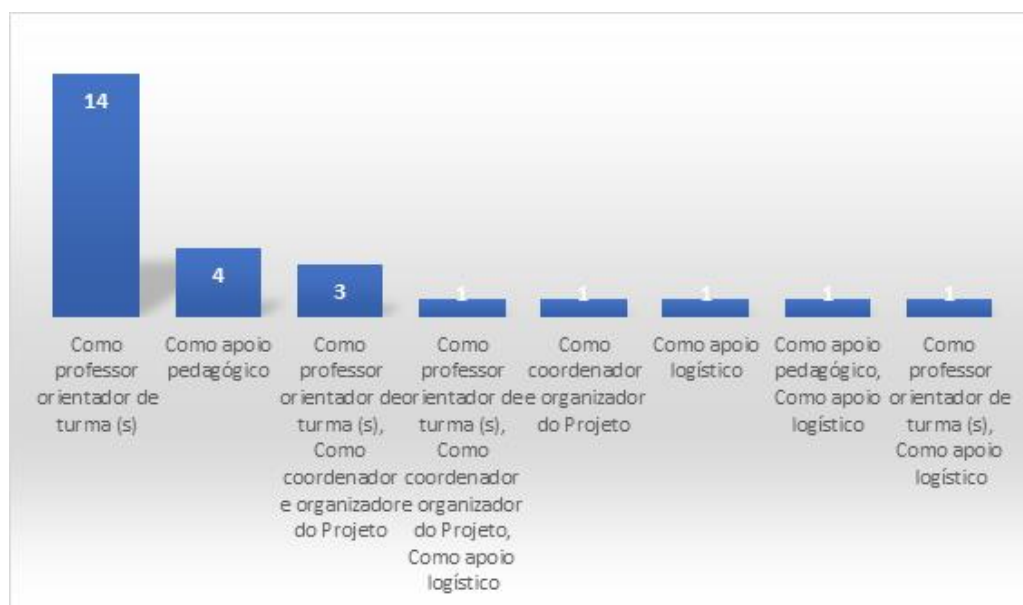 14
4
3
1
1
1
1
1
Como
professor
orientador de
turma (s)
Como apoio
pedagógico
Como
professor
orientador de
turma (s),
Como
coordenador
e organizador
do Projeto
Como
professor
orientador de
turma (s),
Como
coordenador
e organizador
do Projeto,
Como apoio
logístico
Como
coordenador
e organizador
do Projeto
Como apoio
logístico
Como apoio
pedagógico,
Como apoio
logístico
Como
professor
orientador de
turma (s),
Como apoio
logístico